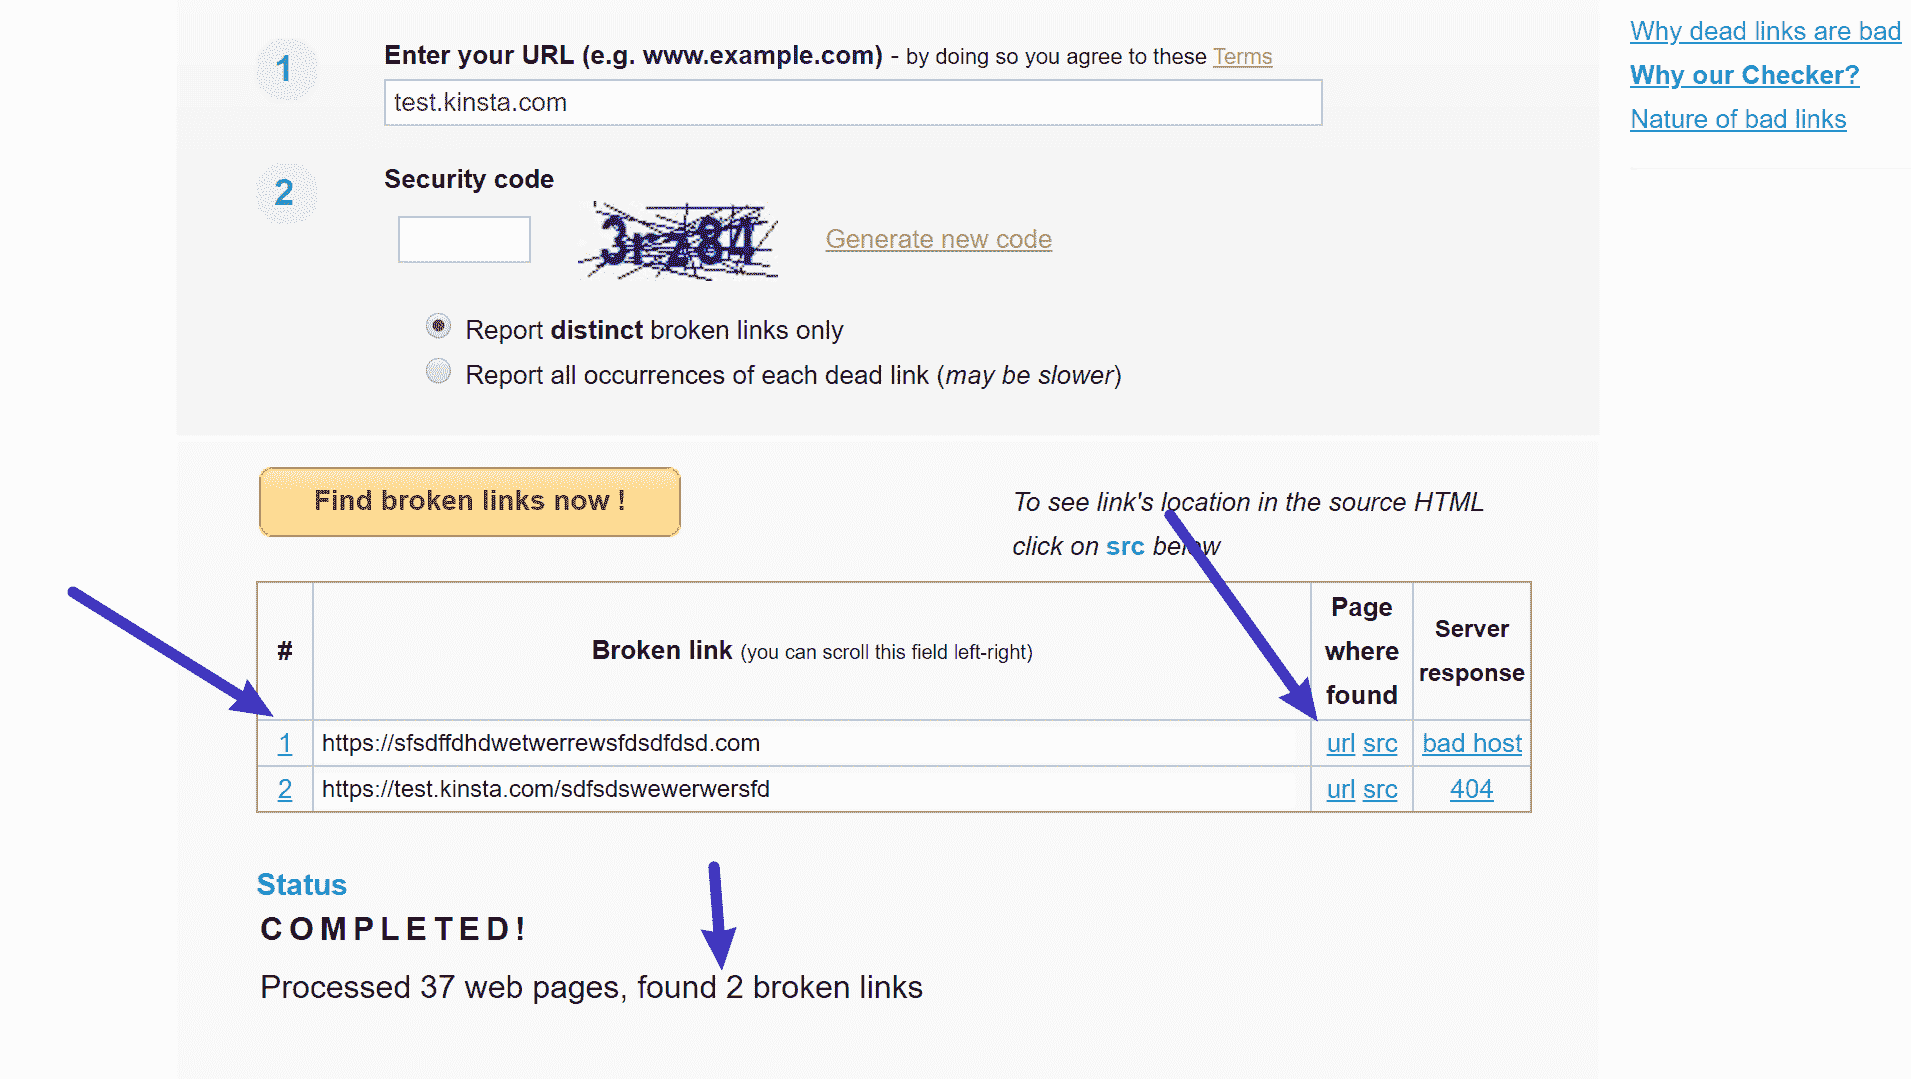 1
Enter your URL (e.g. www.example.com) - by doing so you agree to these Terms
test.kinsta.com
2
Security code
3rz84
Generate new code
Report distinct broken links only
Report all occurrences of each dead link (may be slower)
Find broken links now !
To see link's location in the source HTML
click on src below
# Broken link (you can scroll this field left-right)
Page
where
found
Server
response
1 https://sfsdffdhdwetwerrewsfdsdfdsd.com url src bad host
2 https://test.kinsta.com/sdfsdswewerwersfd url src 404
Status
COMPLETED!
Processed 37 web pages, found 2 broken links
Why dead links are bad
Why our Checker?
Nature of bad links